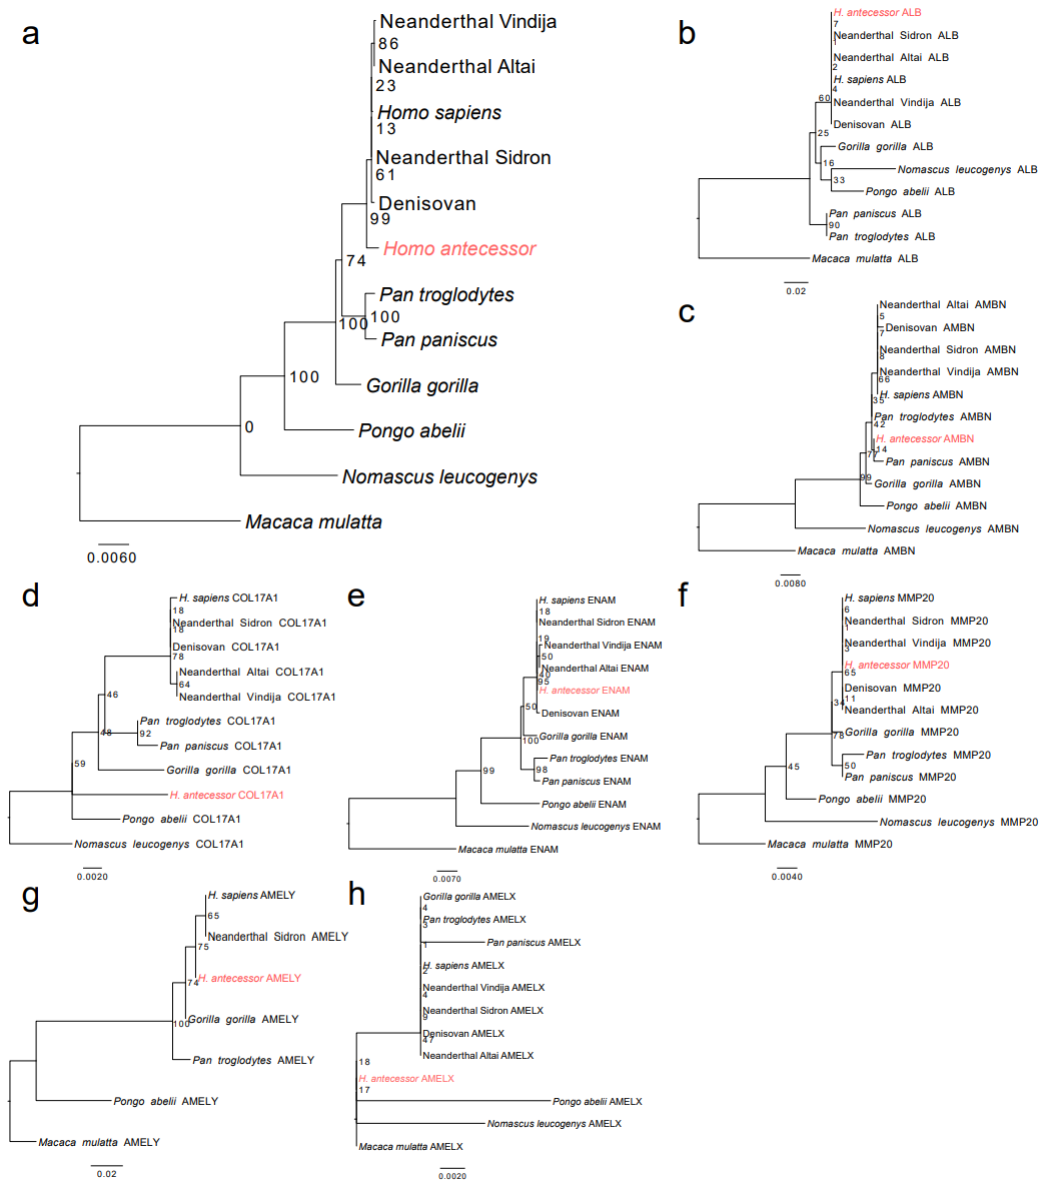 a
Neanderthal Vindija
86
Neanderthal Altai
23
Homo sapiens
13
Neanderthal Sidron
61
Denisovan
99
Homo antecessor
74
Pan troglodytes
100
100
Pan paniscus
100
Gorilla gorilla
0
Pongo abelii
Nomascus leucogenys
Macaca mulatta
0.0060
b
H. antecessor ALB
7
Neanderthal Sidron ALB
1
Neanderthal Altai ALB
2
H. sapiens ALB
4
60
Neanderthal Vindija ALB
Denisovan ALB
25
Gorilla gorilla ALB
16
Nomascus leucogenys ALB
33
Pongo abelii ALB
Pan paniscus ALB
90
Pan troglodytes ALB
Macaca mulatta ALB
0.02
c
Neanderthal Altai AMBN
5
Denisovan AMBN
7
Neanderthal Sidron AMBN
8
Neanderthal Vindija AMBN
66
H. sapiens AMBN
35
Pan troglodytes AMBN
42
H. antecessor AMBN
77
14
Pan paniscus AMBN
99
Gorilla gorilla AMBN
Pongo abelii AMBN
Nomascus leucogenys AMBN
Macaca mulatta AMBN
0.0080
d
H. sapiens COL17A1
18
Neanderthal Sidron COL17A1
18
Denisovan COL17A1
78
Neanderthal Altai COL17A1
64
Neanderthal Vindija COL17A1
46
Pan troglodytes COL17A1
48
92
Pan paniscus COL17A1
59
Gorilla gorilla COL17A1
H. antecessor COL17A1
Pongo abelii COL17A1
Nomascus leucogenys COL17A1
0.0020
e
H. sapiens ENAM
18
Neanderthal Sidron ENAM
19
Neanderthal Vindija ENAM
50
Neanderthal Altai ENAM
40
95
H. antecessor ENAM
50
Denisovan ENAM
Gorilla gorilla ENAM
100
Pan troglodytes ENAM
99
98
Pan paniscus ENAM
Pongo abelii ENAM
Nomascus leucogenys ENAM
Macaca mulatta ENAM
0.0070
f
H. sapiens MMP20
6
Neanderthal Sidron MMP20
1
Neanderthal Vindija MMP20
3
H. antecessor MMP20
65
Denisovan MMP20
11
34
Neanderthal Altai MMP20
Gorilla gorilla MMP20
78
Pan troglodytes MMP20
45
50
Pan paniscus MMP20
Pongo abelii MMP20
Nomascus leucogenys MMP20
Macaca mulatta MMP20
0.0040
g
H. sapiens AMELY
65
Neanderthal Sidron AMELY
75
H. antecessor AMELY
74
Gorilla gorilla AMELY
100
Pan troglodytes AMELY
Pongo abelii AMELY
Macaca mulatta AMELY
0.02
h
Gorilla gorilla AMELX
4
Pan troglodytes AMELX
3
Pan paniscus AMELX
1
H. sapiens AMELX
2
Neanderthal Vindija AMELX
4
Neanderthal Sidron AMELX
9
Denisovan AMELX
47
Neanderthal Altai AMELX
18
H. antecessor AMELX
17
Pongo abelii AMELX
Nomascus leucogenys AMELX
Macaca mulatta AMELX
0.0020